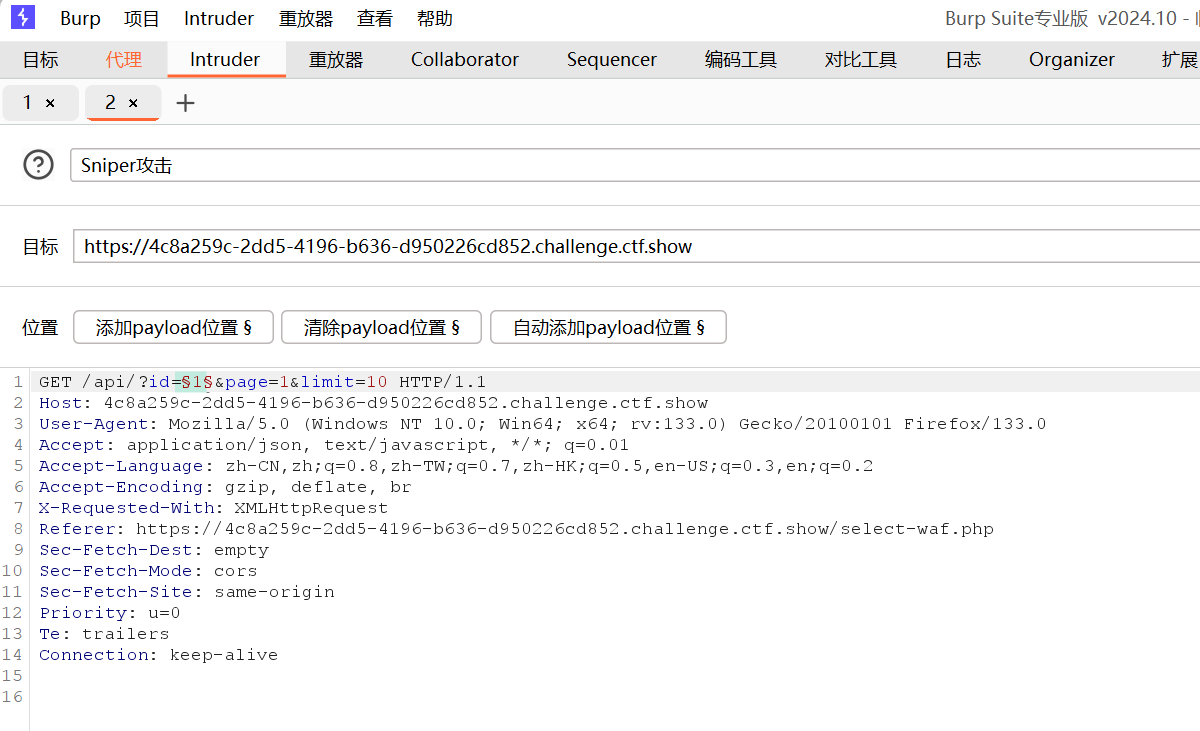 Burp 项目 Intruder 重放器 查看 帮助 Burp Suite专业版 v2024.10 -
目标 代理 Intruder 重放器 Collaborator Sequencer 编码工具 对比工具 日志 Organizer 扩展
1 × 2 × +
? Sniper攻击
目标 https://4c8a259c-2dd5-4196-b636-d950226cd852.challenge.ctf.show
位置 添加payload位置 § 清除payload位置 § 自动添加payload位置 §
1 GET /api/?id=§1§&page=1&limit=10 HTTP/1.1
2 Host: 4c8a259c-2dd5-4196-b636-d950226cd852.challenge.ctf.show
3 User-Agent: Mozilla/5.0 (Windows NT 10.0; Win64; x64; rv:133.0) Gecko/20100101 Firefox/133.0
4 Accept: application/json, text/javascript, */*; q=0.01
5 Accept-Language: zh-CN,zh;q=0.8,zh-TW;q=0.7,zh-HK;q=0.5,en-US;q=0.3,en;q=0.2
6 Accept-Encoding: gzip, deflate, br
7 X-Requested-With: XMLHttpRequest
8 Referer: https://4c8a259c-2dd5-4196-b636-d950226cd852.challenge.ctf.show/select-waf.php
9 Sec-Fetch-Dest: empty
10 Sec-Fetch-Mode: cors
11 Sec-Fetch-Site: same-origin
12 Priority: u=0
13 Te: trailers
14 Connection: keep-alive
15
16